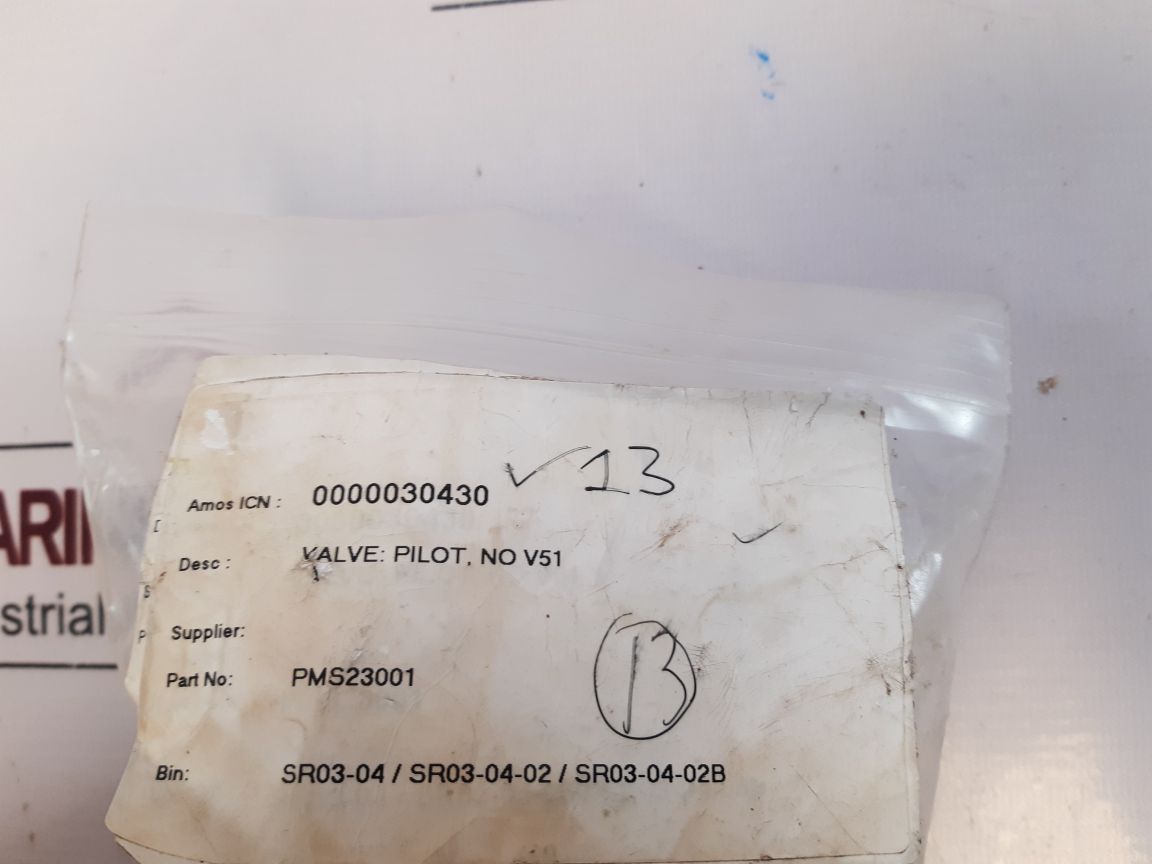 Amos ICN : 0000030430 ✓ 13
Desc : VALVE: PILOT, NO V51
Supplier:
Part No: PMS23001
13
Bin: SR03-04 / SR03-04-02 / SR03-04-02B
ARI
strial